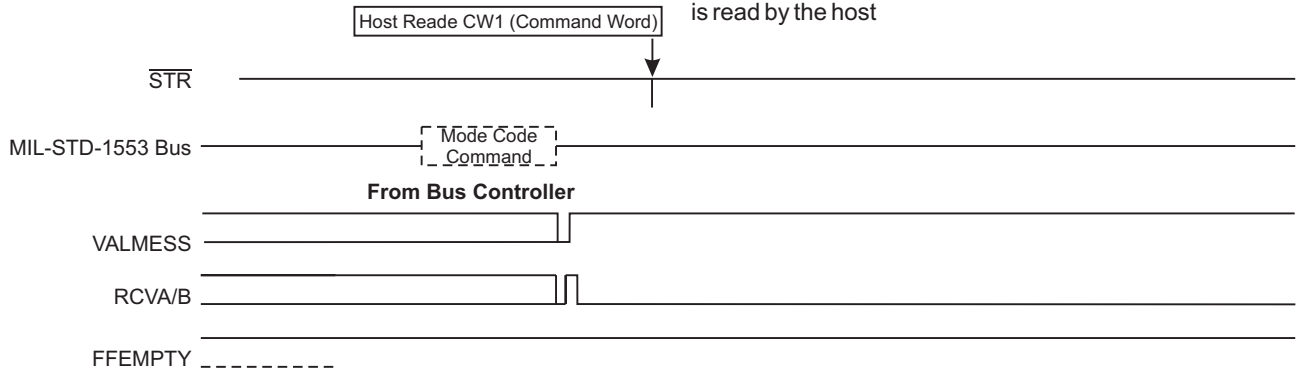 is read by the host
Host Reade CW1 (Command Word)
STR
MIL-STD-1553 Bus
Mode Code
Command
From Bus Controller
VALMESS
RCVA/B
FFEMPTY